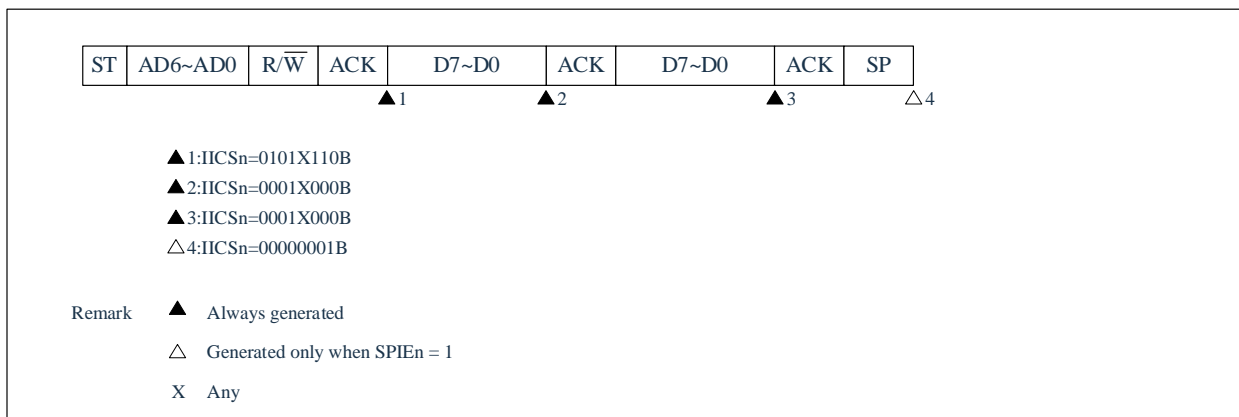 ST AD6~AD0 R/W̅ ACK D7~D0 ACK D7~D0 ACK SP
▲1 ▲2 ▲3 △4
▲1:IICSn=0101X110B
▲2:IICSn=0001X000B
▲3:IICSn=0001X000B
△4:IICSn=00000001B
Remark ▲ Always generated
△ Generated only when SPIEn = 1
X Any